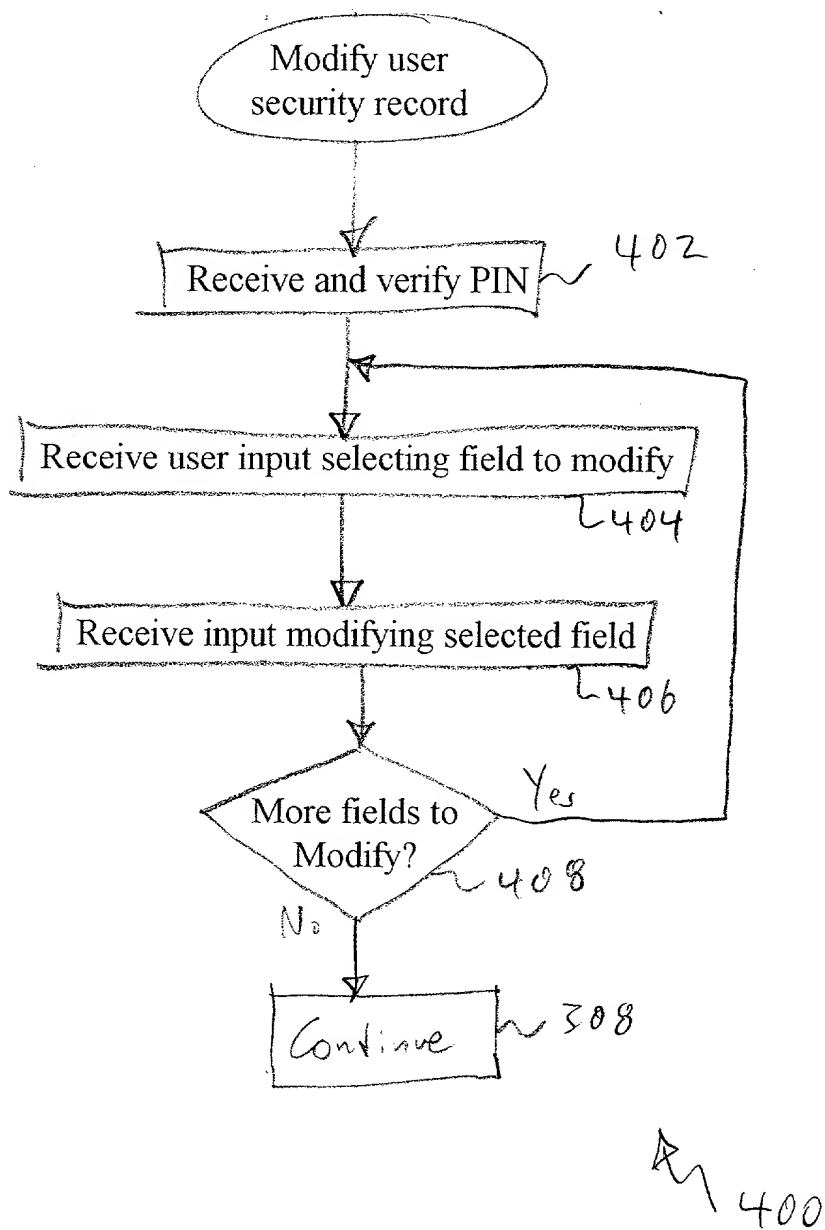 Modify user
security record
Receive and verify PIN
402
Receive user input selecting field to modify
404
Receive input modifying selected field
406
More fields to
Modify?
Yes
408
No
Continue
308
400